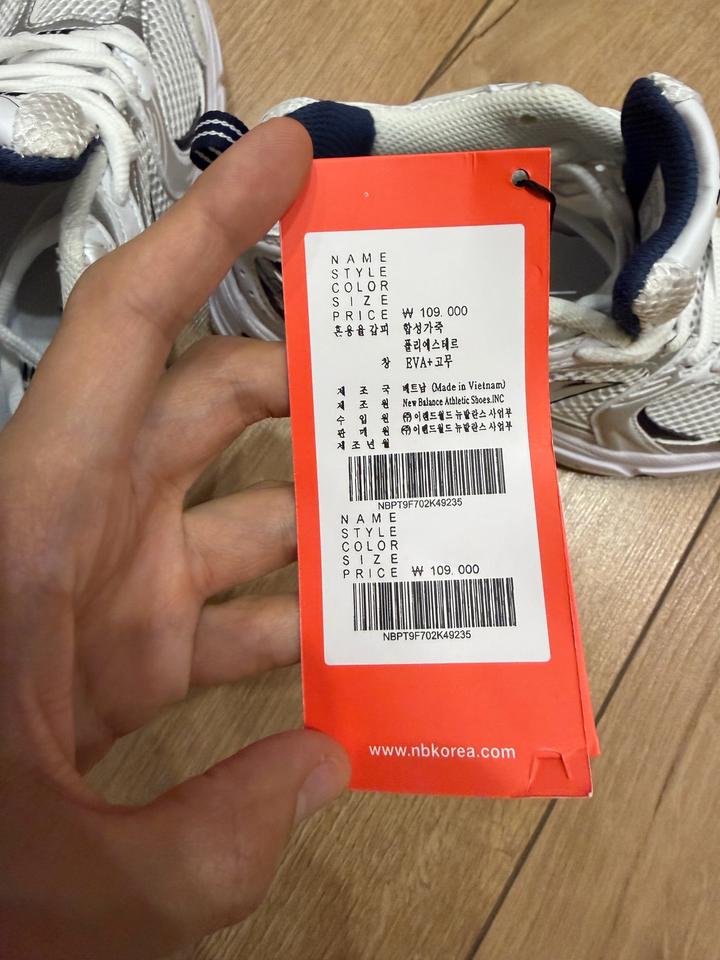 NAME
STYLE
COLOR
SIZE
PRICE ₩ 109. 000
혼용율 갑피 합성가죽
폴리에스테르
창 EVA+고무
제 조 국 베트남 (Made in Vietnam)
제 조 원 New Balance Athletic Shoes.INC
수 입 원 ㈜이랜드월드 뉴발란스 사업부
판 매 원 ㈜이랜드월드 뉴발란스 사업부
제 조 년 월
NBPT9F702K49235
NAME
STYLE
COLOR
SIZE
PRICE ₩ 109. 000
NBPT9F702K49235
www.nbkorea.com